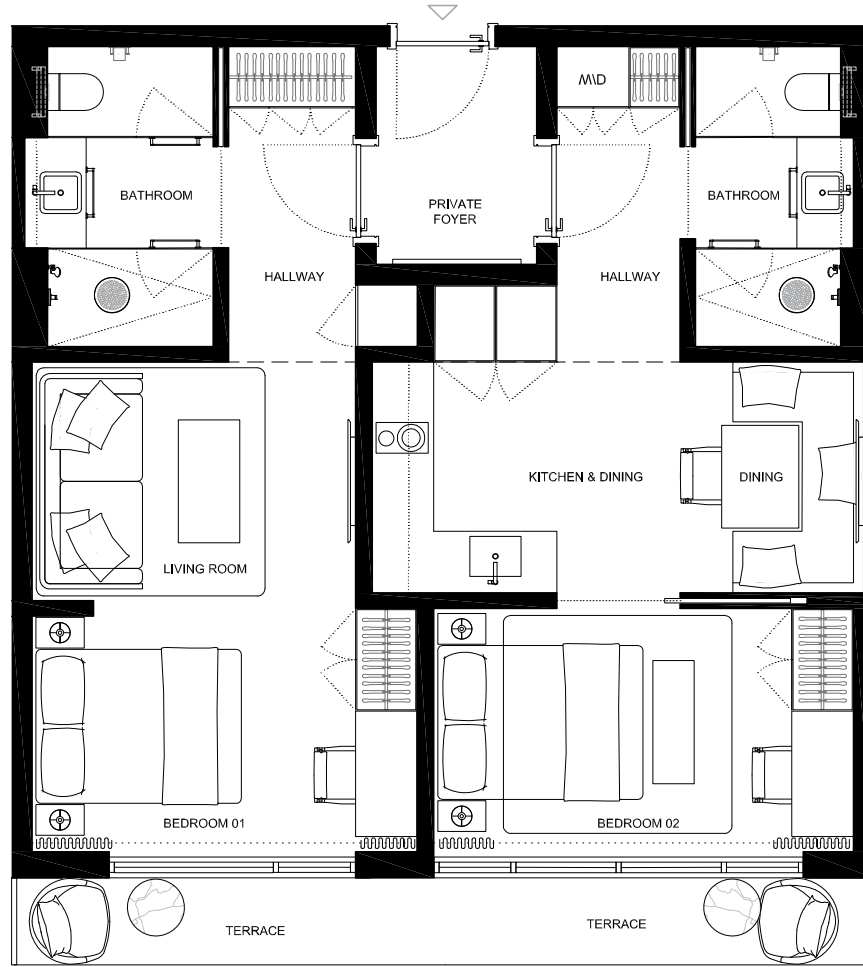 M\D
BATHROOM
PRIVATE
FOYER
BATHROOM
HALLWAY
HALLWAY
KITCHEN & DINING
DINING
LIVING ROOM
BEDROOM 01
BEDROOM 02
TERRACE
TERRACE